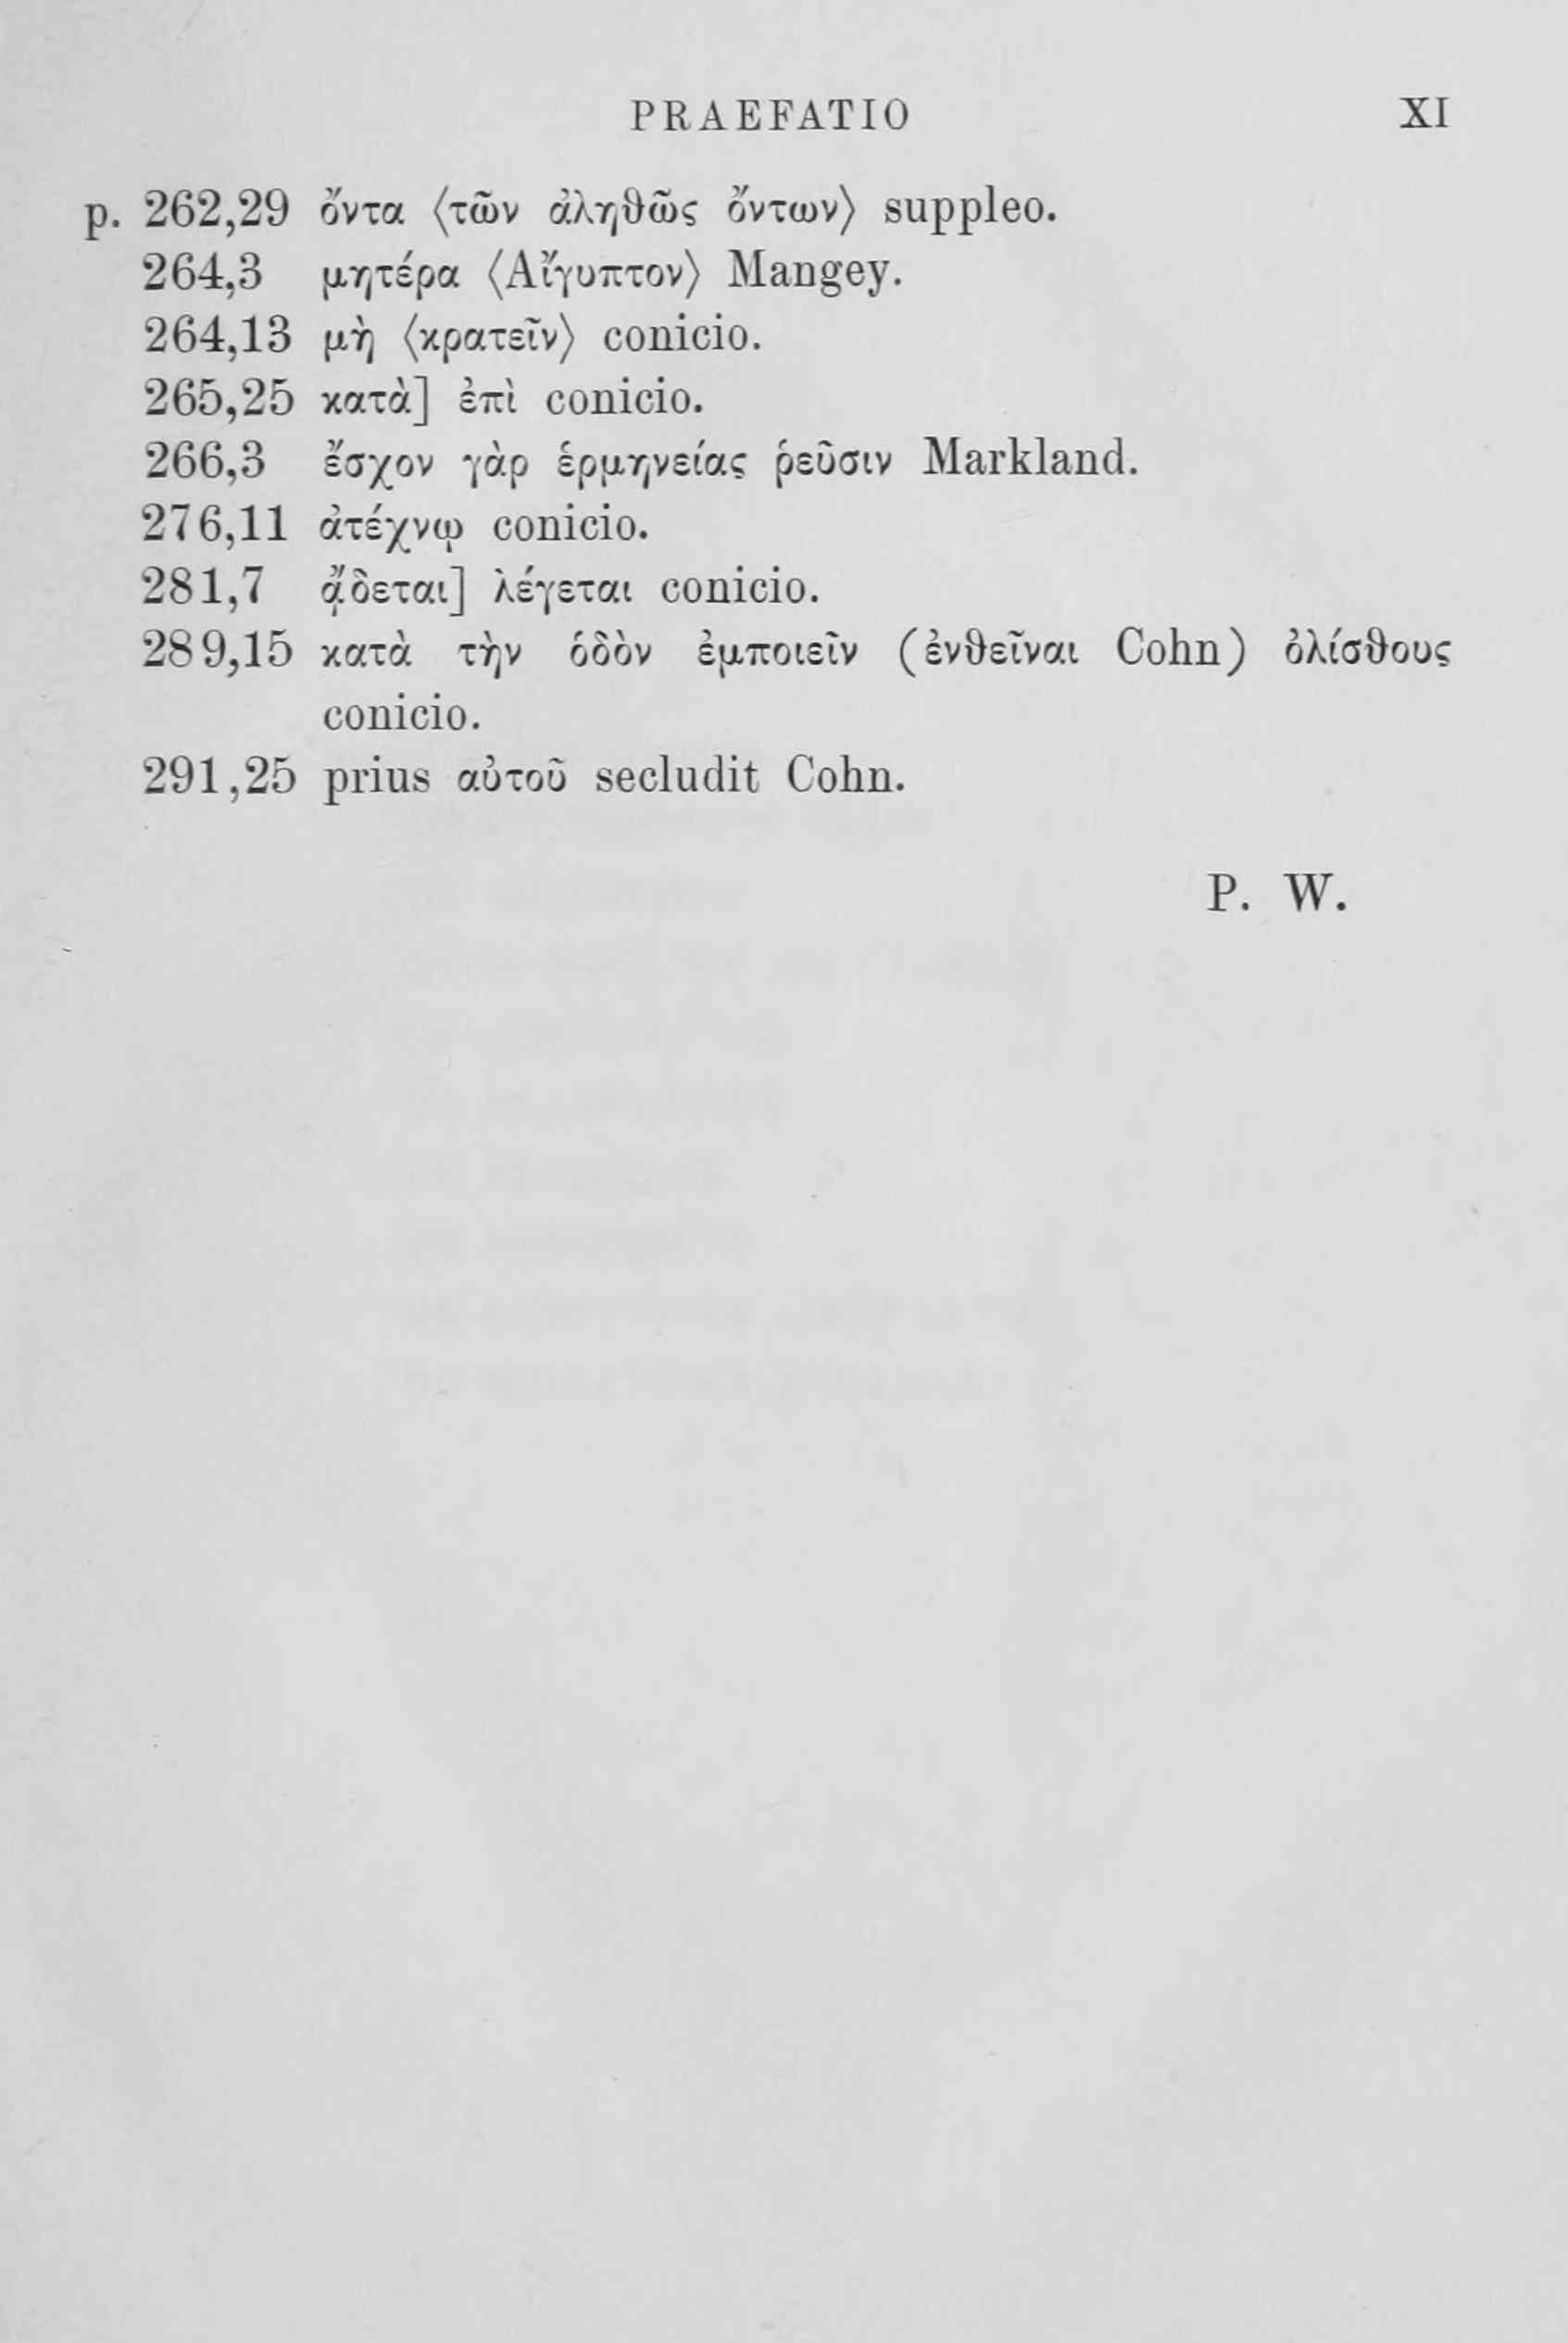 PRAEFATIO XI
p. 262,29 ὄντα ⟨τῶν ἀληθῶς ὄντων⟩ suppleo.
264,3 μητέρα ⟨Αἴγυπτον⟩ Mangey.
264,13 μὴ ⟨κρατεῖν⟩ conicio.
265,25 κατὰ] ἐπὶ conicio.
266,3 ἔσχον γὰρ ἑρμηνείας ῥεῦσιν Markland.
276,11 ἀτέχνῳ conicio.
281,7 ᾄδεται] λέγεται conicio.
289,15 κατὰ τὴν ὁδὸν ἐμποιεῖν (ἐνθεῖναι Cohn) ὀλίσθους
conicio.
291,25 prius αὐτοῦ secludit Cohn.
P. W.